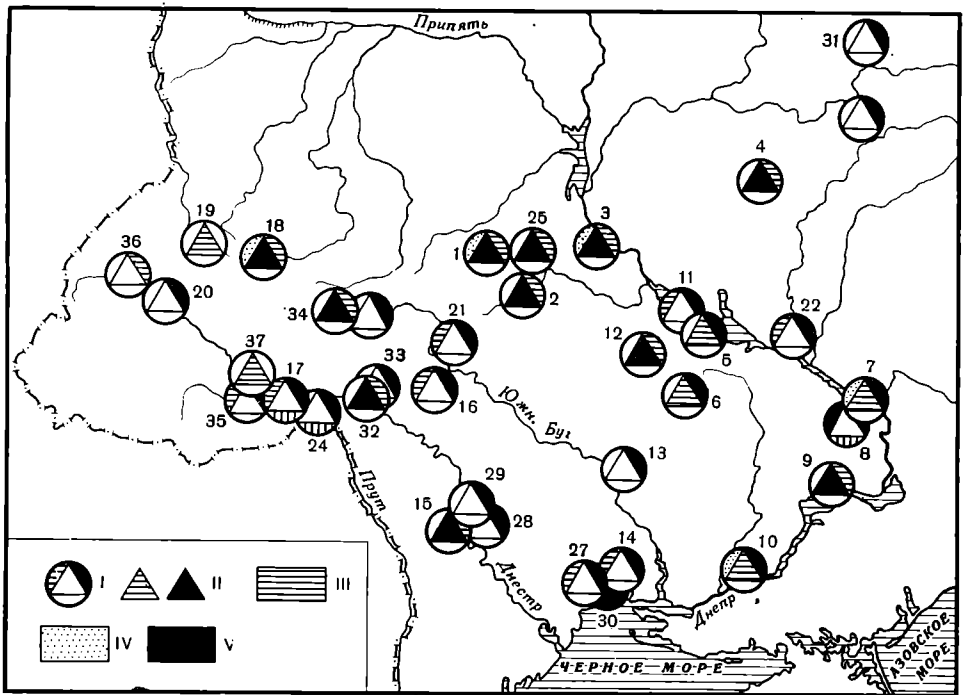 Припять
31
4
19
18
1
25
3
36
20
2
11
34
21
12
5
22
37
17
33
6
7
35
24
32
16
8
Южн. Буг
Прут
13
9
29
15
28
14
10
27
30
Днестр
Днепр
I
II
III
IV
V
ЧЕРНОЕ МОРЕ
АЗОВСКОЕ
МОРЕ